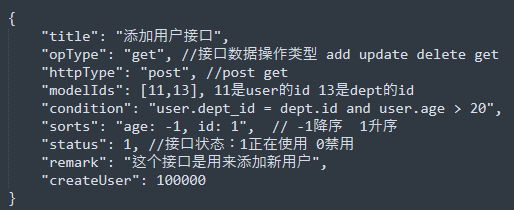 {
"title": "添加用户接口",
"opType": "get", //接口数据操作类型 add update delete get
"httpType": "post", //post get
"modelIds": [11,13], 11是user的id 13是dept的id
"condition": "user.dept_id = dept.id and user.age > 20",
"sorts": "age: -1, id: 1",  // -1降序  1升序
"status": 1, //接口状态：1正在使用 0禁用
"remark": "这个接口是用来添加新用户",
"createUser": 100000
}